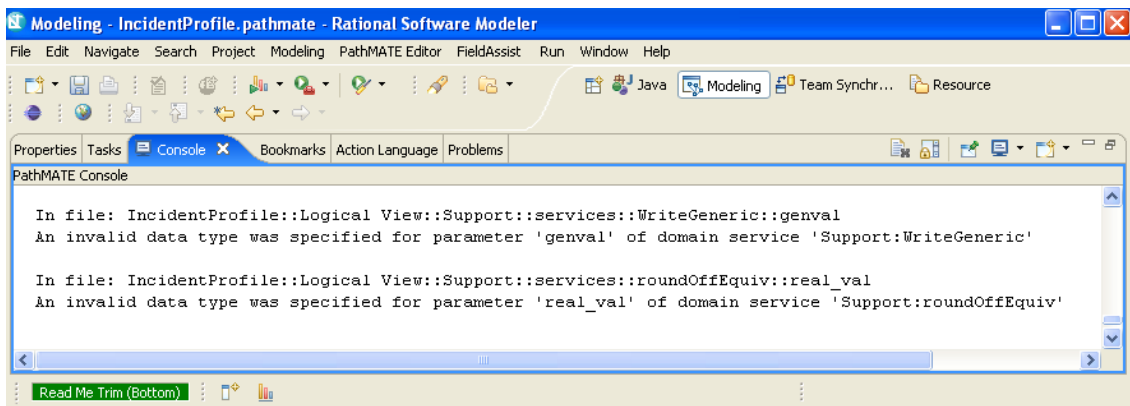 Modeling - IncidentProfile.pathmate - Rational Software Modeler
File Edit Navigate Search Project Modeling PathMATE Editor FieldAssist Run Window Help
Java Modeling Team Synchr... Resource
Properties Tasks Console Bookmarks Action Language Problems
PathMATE Console
In file: IncidentProfile::Logical View::Support::services::WriteGeneric::genval
An invalid data type was specified for parameter 'genval' of domain service 'Support:WriteGeneric'
In file: IncidentProfile::Logical View::Support::services::roundOffEquiv::real_val
An invalid data type was specified for parameter 'real_val' of domain service 'Support:roundOffEquiv'
Read Me Trim (Bottom)